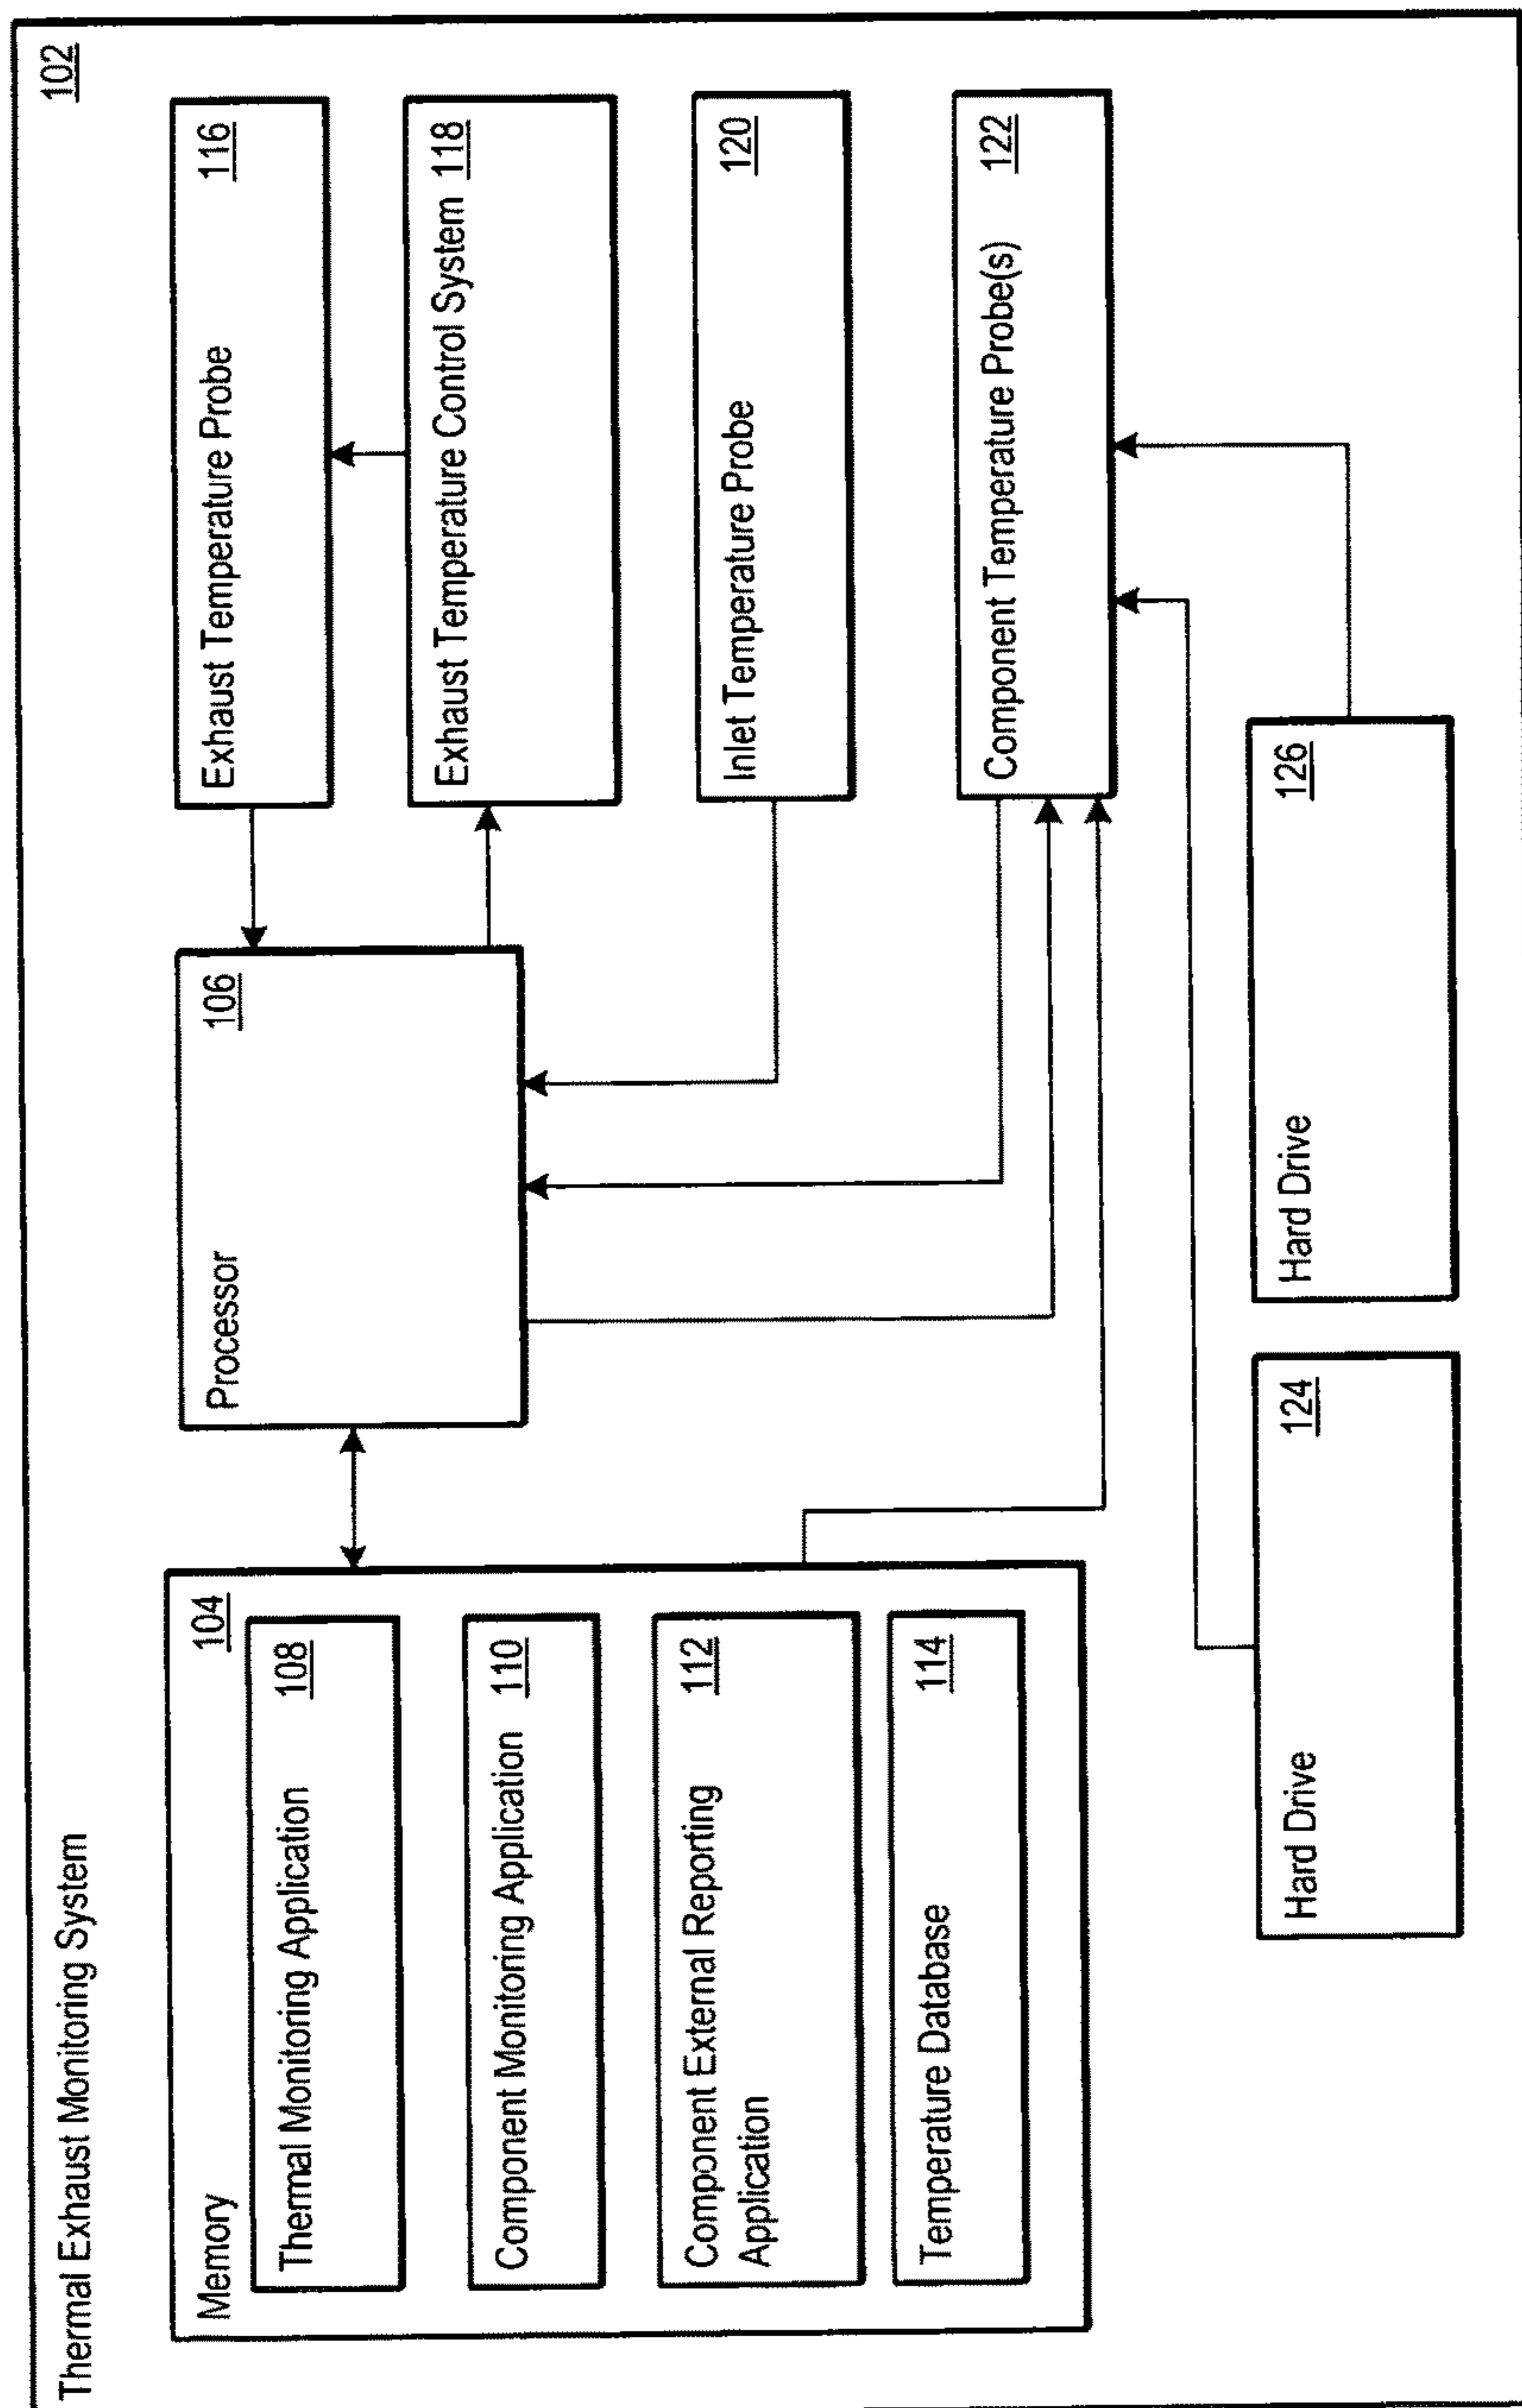 Thermal Exhaust Monitoring System
102
Memory
104
Thermal Monitoring Application
108
Component Monitoring Application
110
Component External Reporting
Application
112
Temperature Database
114
Processor
106
Exhaust Temperature Probe
116
Exhaust Temperature Control System
118
Inlet Temperature Probe
120
Component Temperature Probe(s)
122
Hard Drive
124
Hard Drive
126